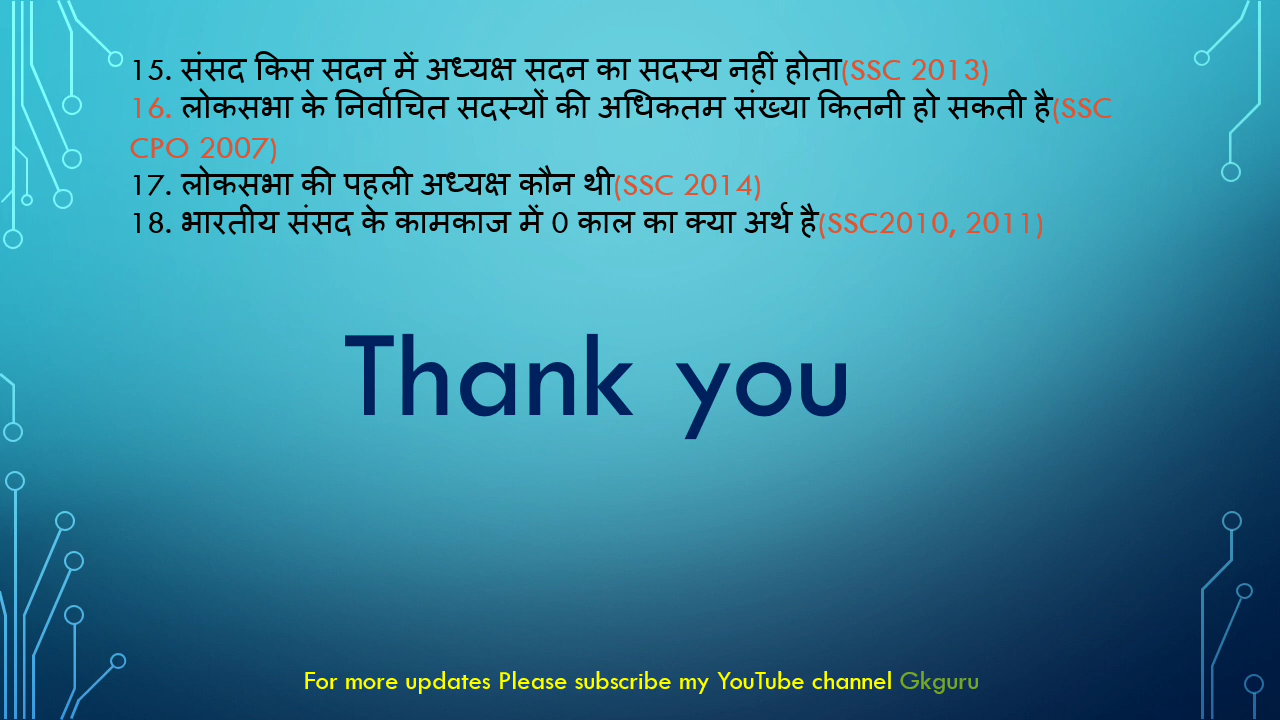 15. संसद किस सदन में अध्यक्ष सदन का सदस्य नहीं होता(SSC 2013)
16. लोकसभा के निर्वाचित सदस्यों की अधिकतम संख्या कितनी हो सकती है(SSC
CPO 2007)
17. लोकसभा की पहली अध्यक्ष कौन थी(SSC 2014)
18. भारतीय संसद के कामकाज में 0 काल का क्या अर्थ है(SSC2010, 2011)
Thank you
For more updates Please subscribe my YouTube channel Gkguru